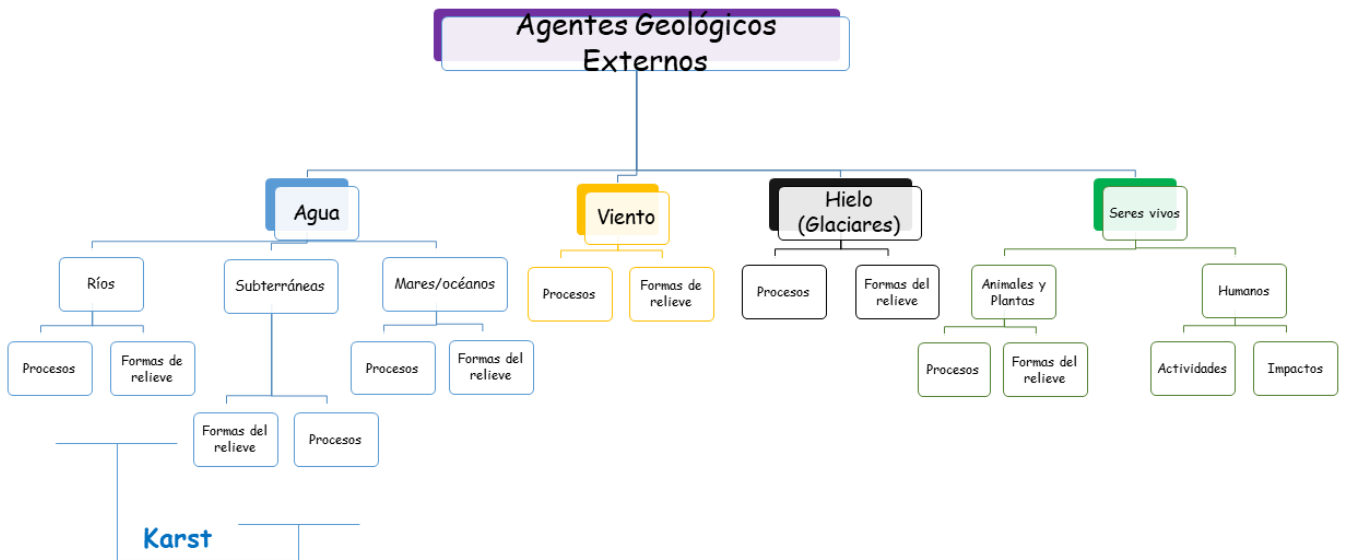 Agentes Geológicos
Externos
Agua
Viento
Hielo
(Glaciares)
Seres vivos
Ríos
Subterráneas
Mares/océanos
Procesos
Formas de
relieve
Procesos
Formas del
relieve
Animales y
Plantas
Humanos
Procesos
Formas de
relieve
Procesos
Formas del
relieve
Procesos
Formas del
relieve
Actividades
Impactos
Formas del
relieve
Procesos
Karst